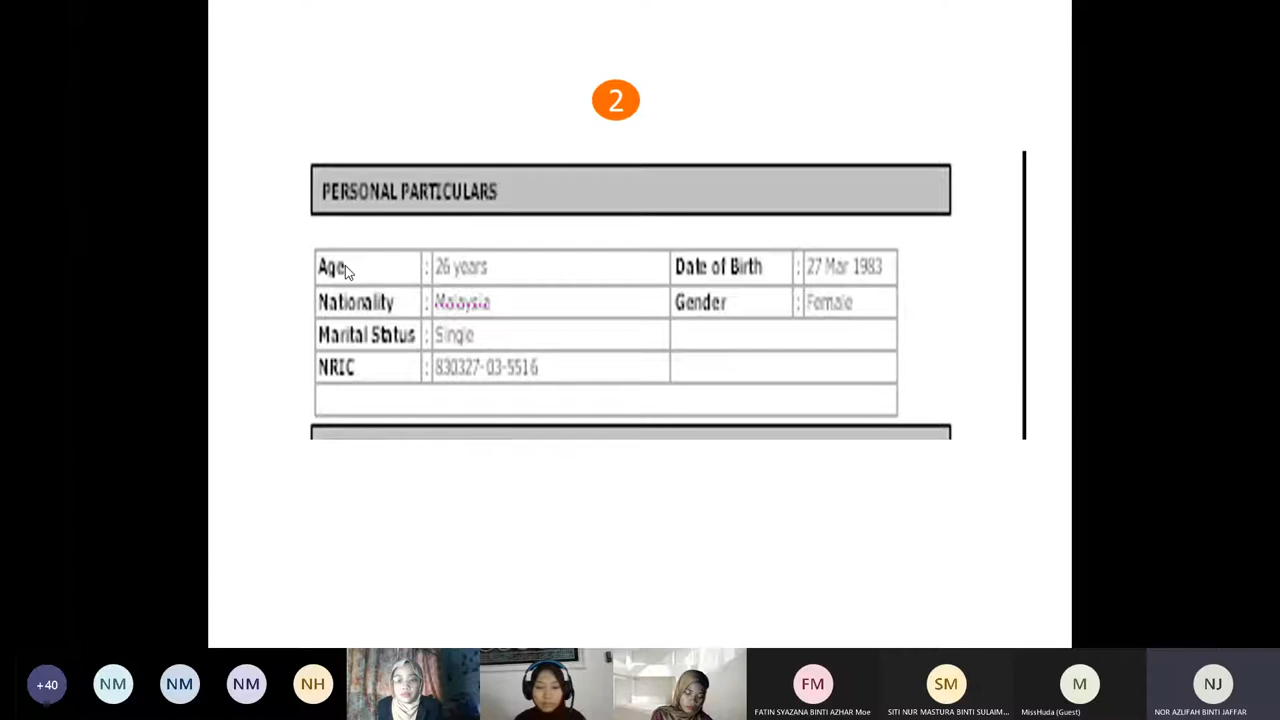 2
PERSONAL PARTICULARS
Age : 26 years Date of Birth : 27 Mar 1983
Nationality : Malaysia Gender : Female
Marital Status : Single
NRIC : 830327-03-5516
+40 NM NM NM NH FM SM M NJ
FATIN SYAZANA BINTI AZHAR Moe SITI NUR MASTURA BINTI SULAIM... MissHuda (Guest) NOR AZLIFAH BINTI JAFFAR